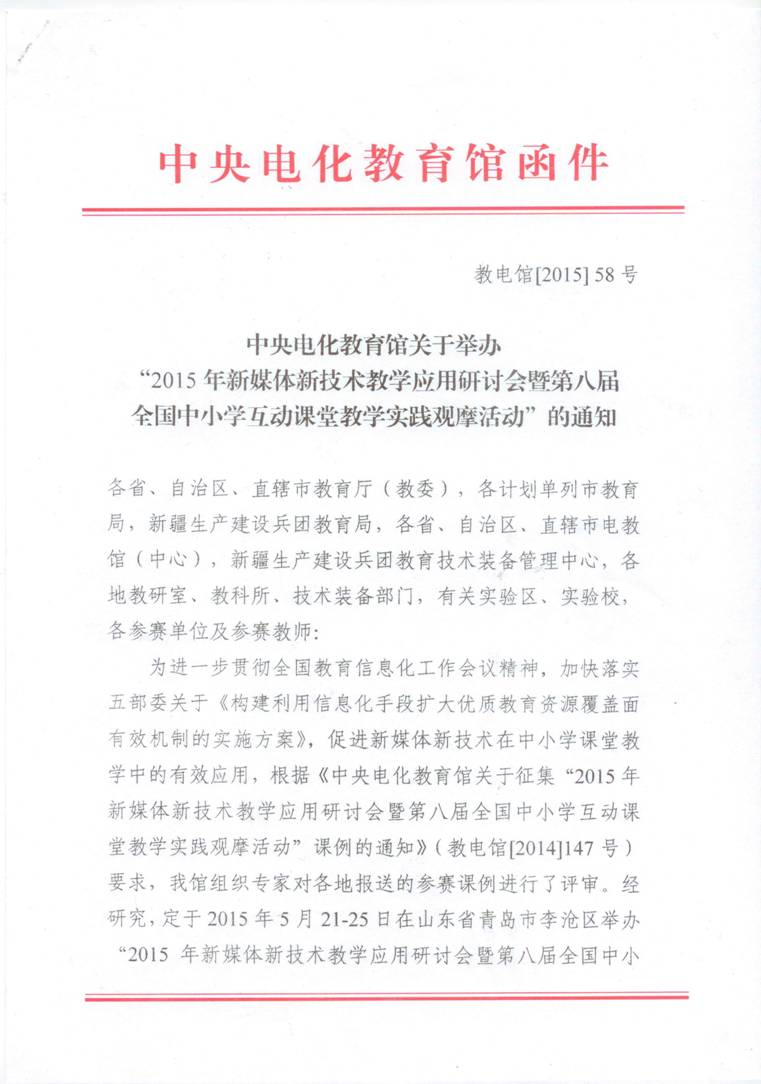 中央电化教育馆函件
教电馆[2015] 58 号
中央电化教育馆关于举办
“2015 年新媒体新技术教学应用研讨会暨第八届
全国中小学互动课堂教学实践观摩活动” 的通知
各省、自治区、直辖市教育厅（教委），各计划单列市教育
局，新疆生产建设兵团教育局，各省、自治区、直辖市电教
馆（中心），新疆生产建设兵团教育技术装备管理中心，各
地教研室、教科所、技术装备部门，有关实验区、实验校，
各参赛单位及参赛教师：
为进一步贯彻全国教育信息化工作会议精神，加快落实
五部委关于《构建利用信息化手段扩大优质教育资源覆盖面
有效机制的实施方案》，促进新媒体新技术在中小学课堂教
学中的有效应用，根据《中央电化教育馆关于征集 “2015 年
新媒体新技术教学应用研讨会暨第八届全国中小学互动课
堂教学实践观摩活动” 课例的通知》（教电馆[2014]147 号）
要求，我馆组织专家对各地报送的参赛课例进行了评审。经
研究，定于 2015 年 5 月 21-25 日在山东省青岛市李沧区举办
“2015 年新媒体新技术教学应用研讨会暨第八届全国中小